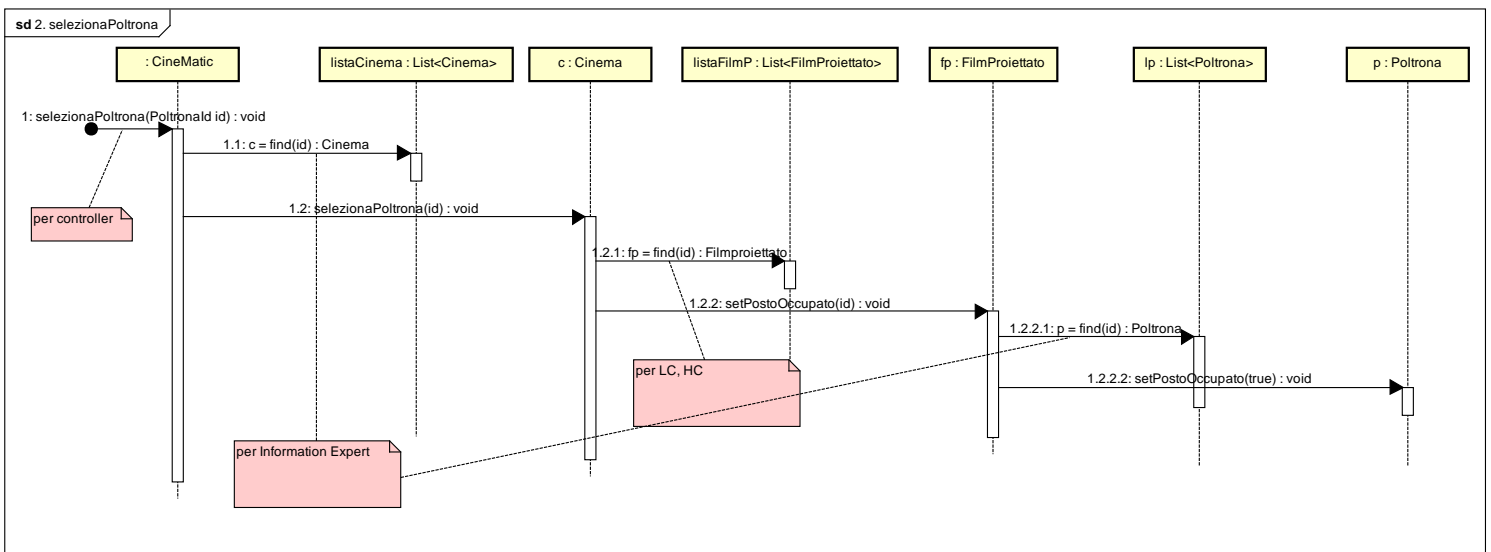 sd 2. selezionaPoltrona
: CineMatic
listaCinema : List<Cinema>
c : Cinema
listaFilmP : List<FilmProiettato>
fp : FilmProiettato
lp : List<Poltrona>
p : Poltrona
1: selezionaPoltrona(PoltronaId id) : void
1.1: c = find(id) : Cinema
per controller
1.2: selezionaPoltrona(id) : void
1.2.1: fp = find(id) : Filmproiettato
1.2.2: setPostoOccupato(id) : void
1.2.2.1: p = find(id) : Poltrona
per LC, HC
1.2.2.2: setPostoOccupato(true) : void
per Information Expert